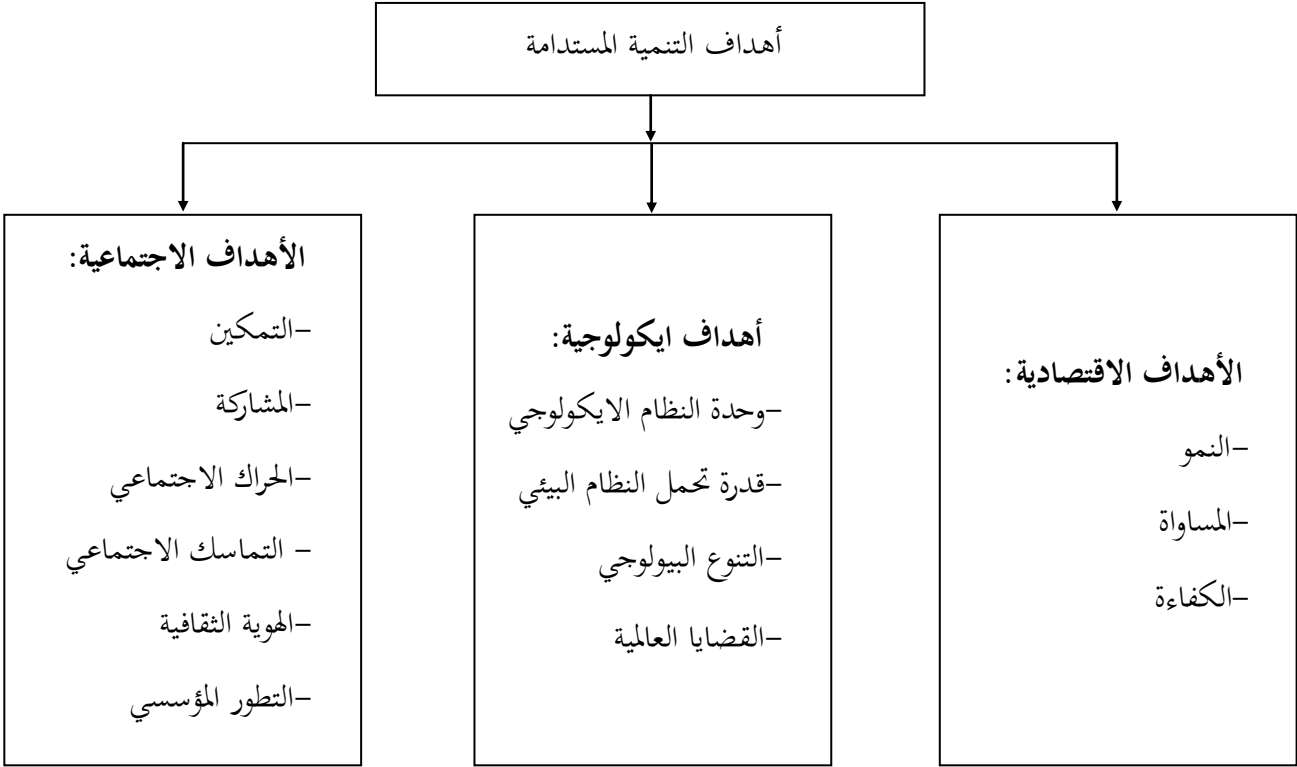 أهداف التنمية المستدامة
الأهداف الاقتصادية:
-النمو
-المساواة
-الكفاءة
أهداف ايكولوجية:
-وحدة النظام الايكولوجي
-قدرة تحمل النظام البيئي
-التنوع البيولوجي
-القضايا العالمية
الأهداف الاجتماعية:
-التمكين
-المشاركة
-الحراك الاجتماعي
- التماسك الاجتماعي
-الهوية الثقافية
-التطور المؤسسي